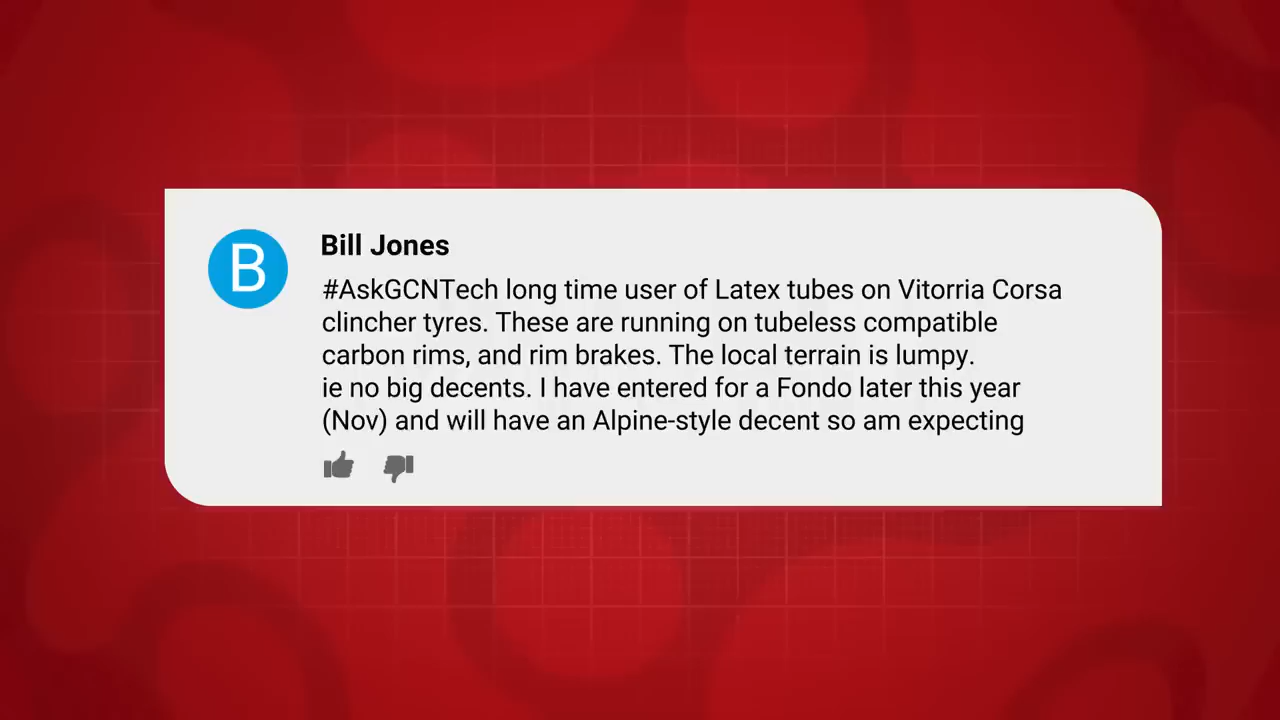 B
Bill Jones
#AskGCNTech long time user of Latex tubes on Vitorria Corsa
clincher tyres. These are running on tubeless compatible
carbon rims, and rim brakes. The local terrain is lumpy.
ie no big decents. I have entered for a Fondo later this year
(Nov) and will have an Alpine-style decent so am expecting